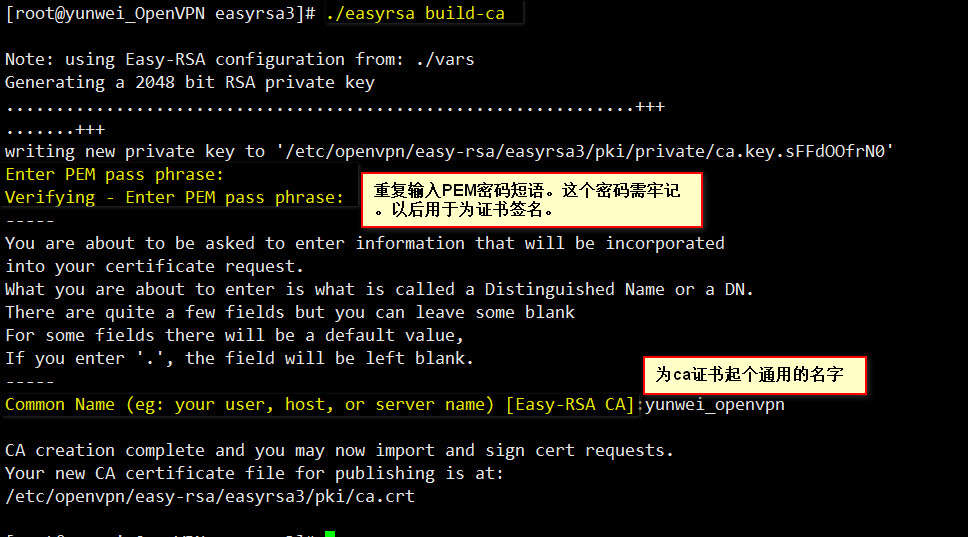 [root@yunwei_OpenVPN easyrsa3]# ./easyrsa build-ca
Note: using Easy-RSA configuration from: ./vars
Generating a 2048 bit RSA private key
...............................................................+++
.......+++
writing new private key to '/etc/openvpn/easy-rsa/easyrsa3/pki/private/ca.key.sFFdOOfrN0'
Enter PEM pass phrase:
Verifying - Enter PEM pass phrase:
重复输入PEM密码短语。这个密码需牢记
。以后用于为证书签名。
-----
You are about to be asked to enter information that will be incorporated
into your certificate request.
What you are about to enter is what is called a Distinguished Name or a DN.
There are quite a few fields but you can leave some blank
For some fields there will be a default value,
If you enter '.', the field will be left blank.
-----
为ca证书起个通用的名字
Common Name (eg: your user, host, or server name) [Easy-RSA CA]:yunwei_openvpn
CA creation complete and you may now import and sign cert requests.
Your new CA certificate file for publishing is at:
/etc/openvpn/easy-rsa/easyrsa3/pki/ca.crt